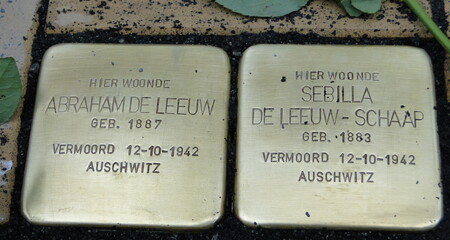 HIER WOONDE
ABRAHAM DE LEEUW
GEB. 1887
VERMOORD 12-10-1942
AUSCHWITZ
HIER WOONDE
SEBILLA
DE LEEUW - SCHAAP
GEB. 1883
VERMOORD 12-10-1942
AUSCHWITZ